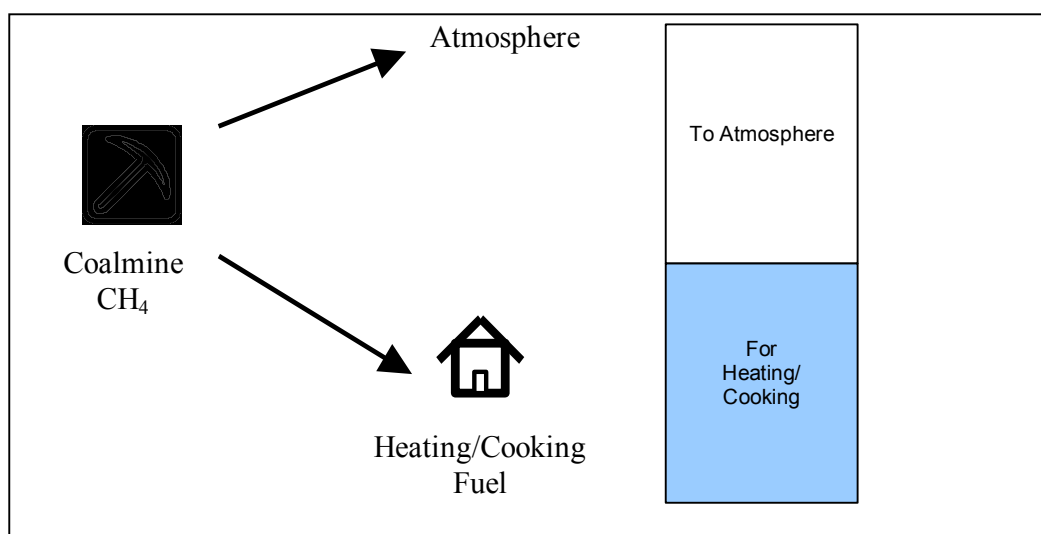 Atmosphere
To Atmosphere
Coalmine
CH₄
For
Heating/
Cooking
Heating/Cooking
Fuel